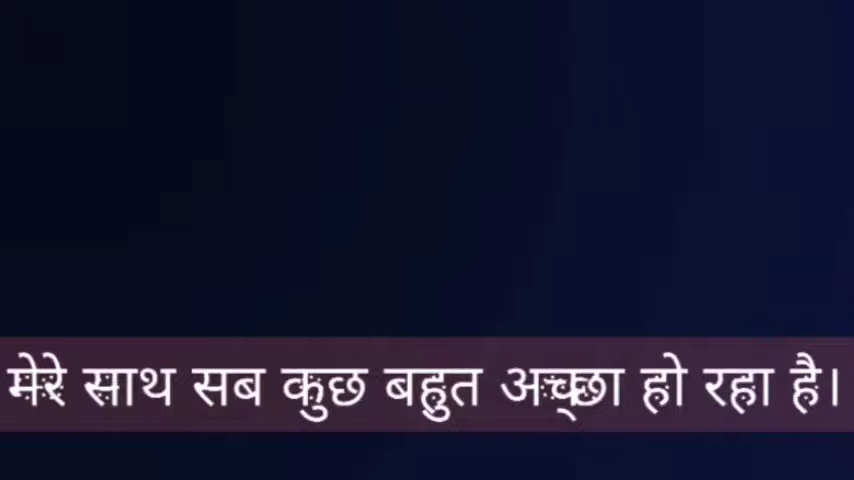 मेरे साथ सब कुछ बहुत अच्छा हो रहा है।